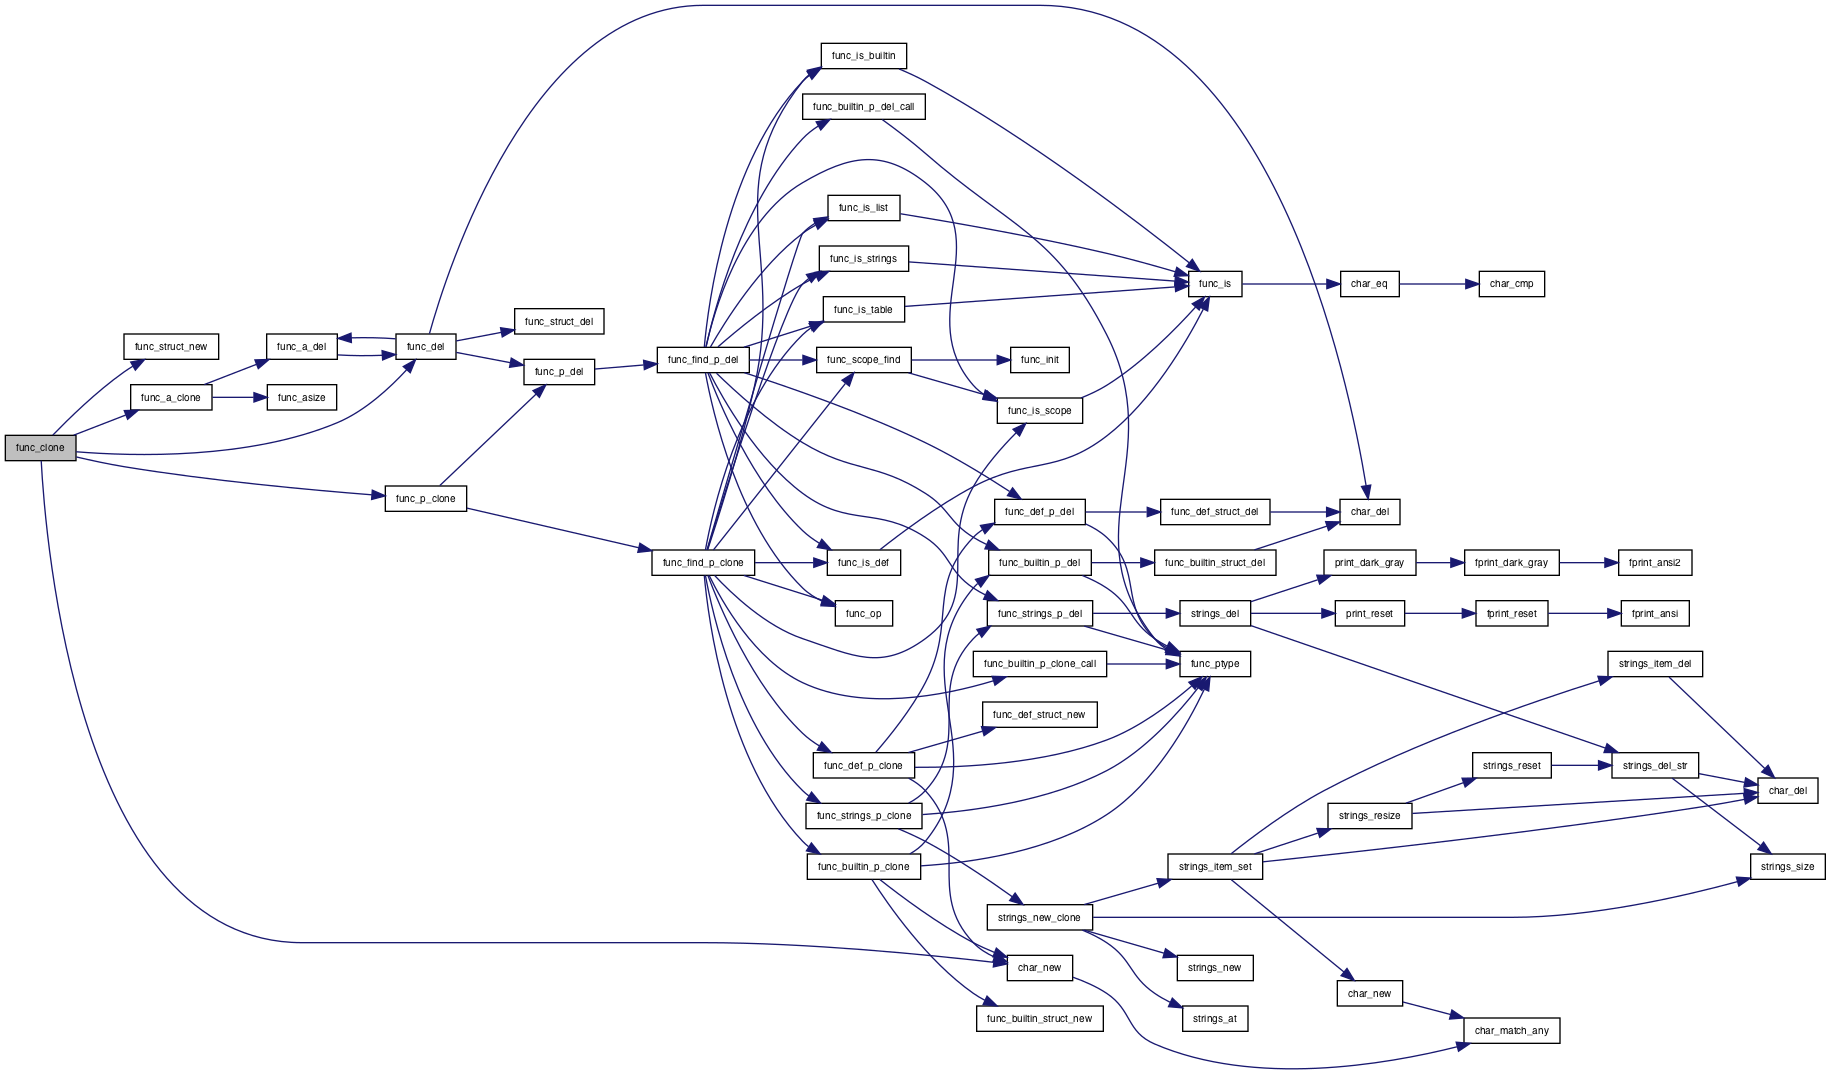 func_clone
func_struct_new
func_a_clone
func_a_del
func_asize
func_del
func_p_clone
func_struct_del
func_p_del
func_find_p_del
func_find_p_clone
func_is_builtin
func_builtin_p_del_call
func_is_list
func_is_strings
func_is_table
func_scope_find
func_is_def
func_op
func_def_p_clone
func_strings_p_clone
func_builtin_p_clone
func_init
func_is_scope
func_def_p_del
func_builtin_p_del
func_strings_p_del
func_builtin_p_clone_call
func_def_struct_new
strings_new_clone
char_new
func_builtin_struct_new
func_is
func_def_struct_del
func_builtin_struct_del
strings_del
func_ptype
strings_item_set
strings_new
strings_at
char_eq
char_del
print_dark_gray
print_reset
strings_resize
char_new
char_cmp
fprint_dark_gray
fprint_reset
strings_reset
char_match_any
fprint_ansi2
fprint_ansi
strings_item_del
strings_del_str
char_del
strings_size